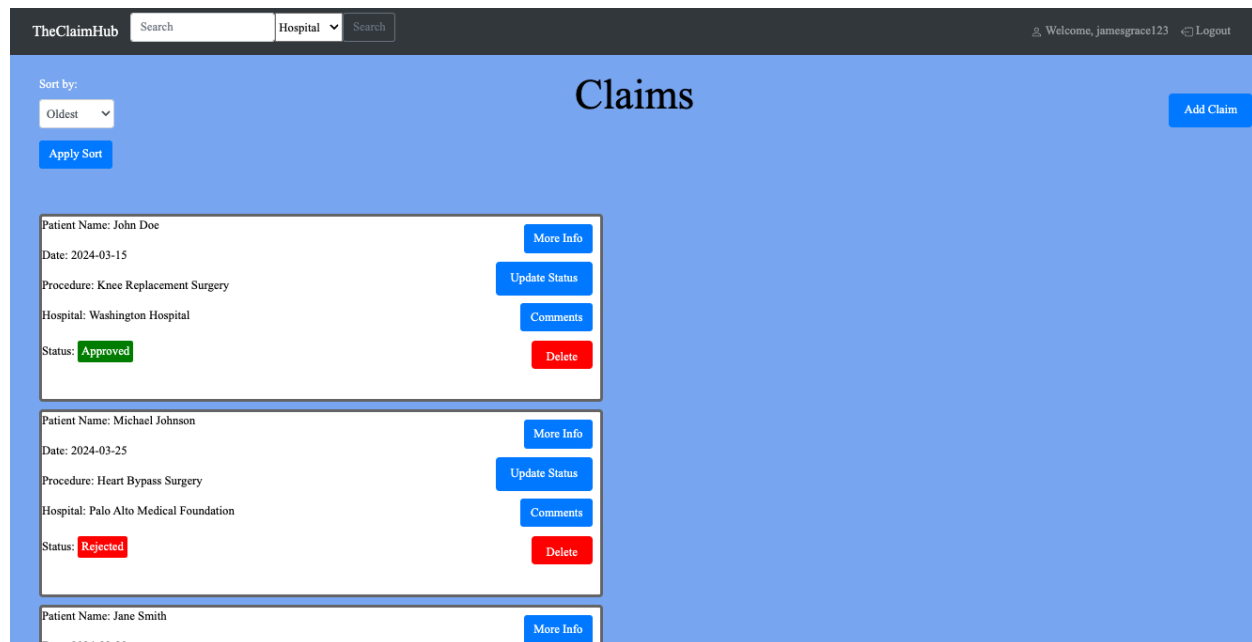 TheClaimHub Search Hospital Search Welcome, jamesgrace123 Logout
Sort by:
Claims
Oldest
Add Claim
Apply Sort
Patient Name: John Doe
More Info
Date: 2024-03-15
Update Status
Procedure: Knee Replacement Surgery
Hospital: Washington Hospital
Comments
Status: Approved
Delete
Patient Name: Michael Johnson
More Info
Date: 2024-03-25
Update Status
Procedure: Heart Bypass Surgery
Hospital: Palo Alto Medical Foundation
Comments
Status: Rejected
Delete
Patient Name: Jane Smith
More Info